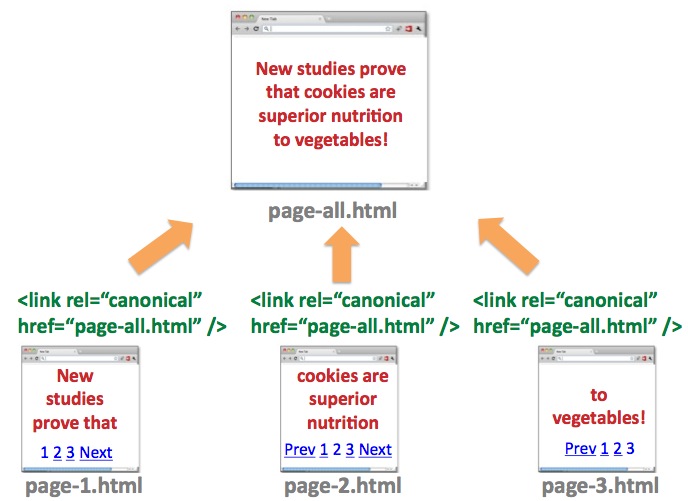 New Tab
New studies prove
that cookies are
superior nutrition
to vegetables!
page-all.html
<link rel=“canonical”
href=“page-all.html” />
<link rel=“canonical”
href=“page-all.html” />
<link rel=“canonical”
href=“page-all.html” />
New Tab
New
studies
prove that
1 2 3 Next
page-1.html
New Tab
cookies are
superior
nutrition
Prev 1 2 3 Next
page-2.html
New Tab
to
vegetables!
Prev 1 2 3
page-3.html